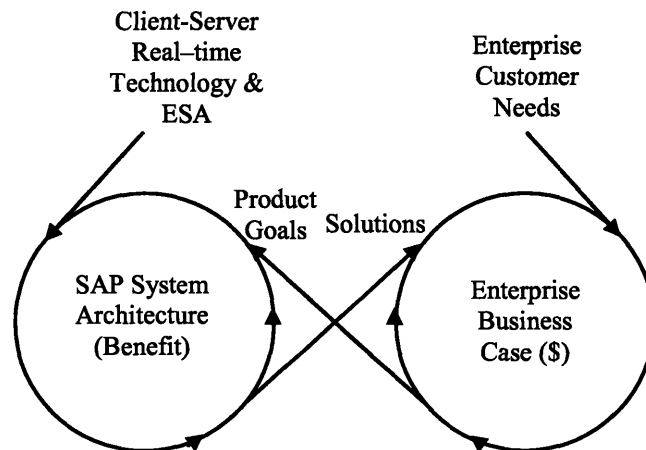 Client-Server
Real–time
Technology &
ESA
Enterprise
Customer
Needs
Product
Goals
Solutions
SAP System
Architecture
(Benefit)
Enterprise
Business
Case ($)